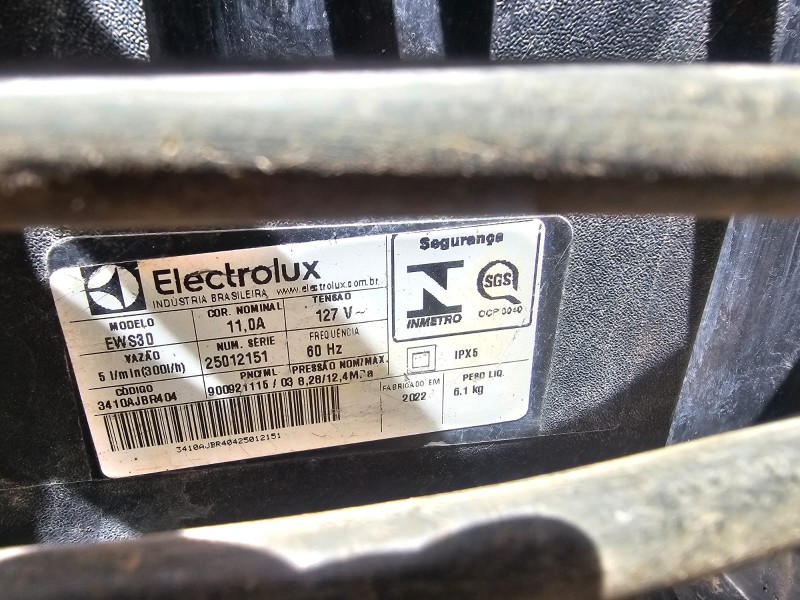 Electrolux
INDÚSTRIA BRASILEIRA www.electrolux.com.br
MODELO
EWS30
COR. NOMINAL
11,0A
TENSÃO
127 V~
VAZÃO
5 l/min(300l/h)
NUM. SÉRIE
25012151
FREQUÊNCIA
60 Hz
CÓDIGO
3410AJBR404
PNC/ML
900921115 / 03
PRESSÃO NOM/MAX.
8,28/12,4MPa
3410AJBR40425012151
Segurança
INMETRO
SGS
OCP 0040
IPX5
FABRICADO EM
2022
PESO LIQ.
6.1 kg